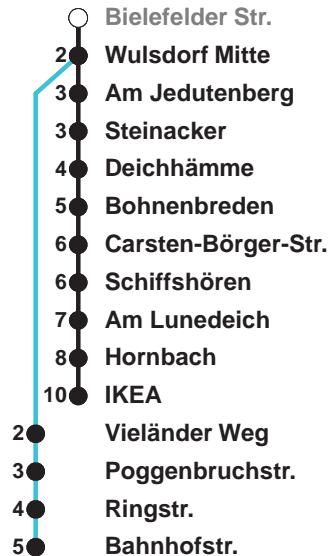 Bielefelder Str.
2 Wulsdorf Mitte
3 Am Jedutenberg
3 Steinacker
4 Deichhämme
5 Bohnenbreden
6 Carsten-Börger-Str.
6 Schiffshören
7 Am Lunedeich
8 Hornbach
10 IKEA
2 Vieländer Weg
3 Poggenbruchstr.
4 Ringstr.
5 Bahnhofstr.